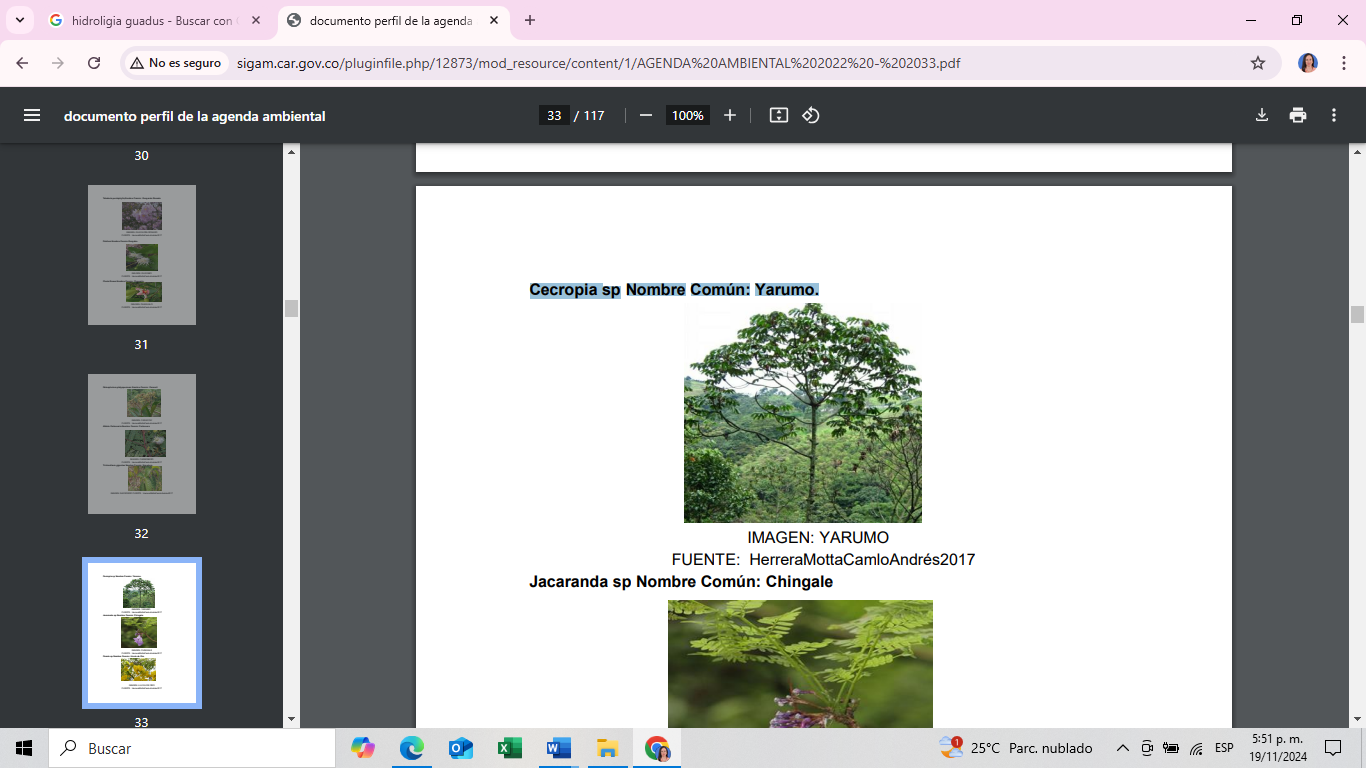 hidroligia guadus - Buscar con
documento perfil de la agenda
No es seguro
sigam.car.gov.co/pluginfile.php/12873/mod_resource/content/1/AGENDA%20AMBIENTAL%202022%20-%202033.pdf
documento perfil de la agenda ambiental
33 / 117
100%
30
31
32
33
Cecropia sp Nombre Común: Yarumo.
IMAGEN: YARUMO
FUENTE: HerreraMottaCamloAndrés2017
Jacaranda sp Nombre Común: Chingale
Buscar
1
25°C Parc. nublado
ESP
5:51 p. m.
19/11/2024